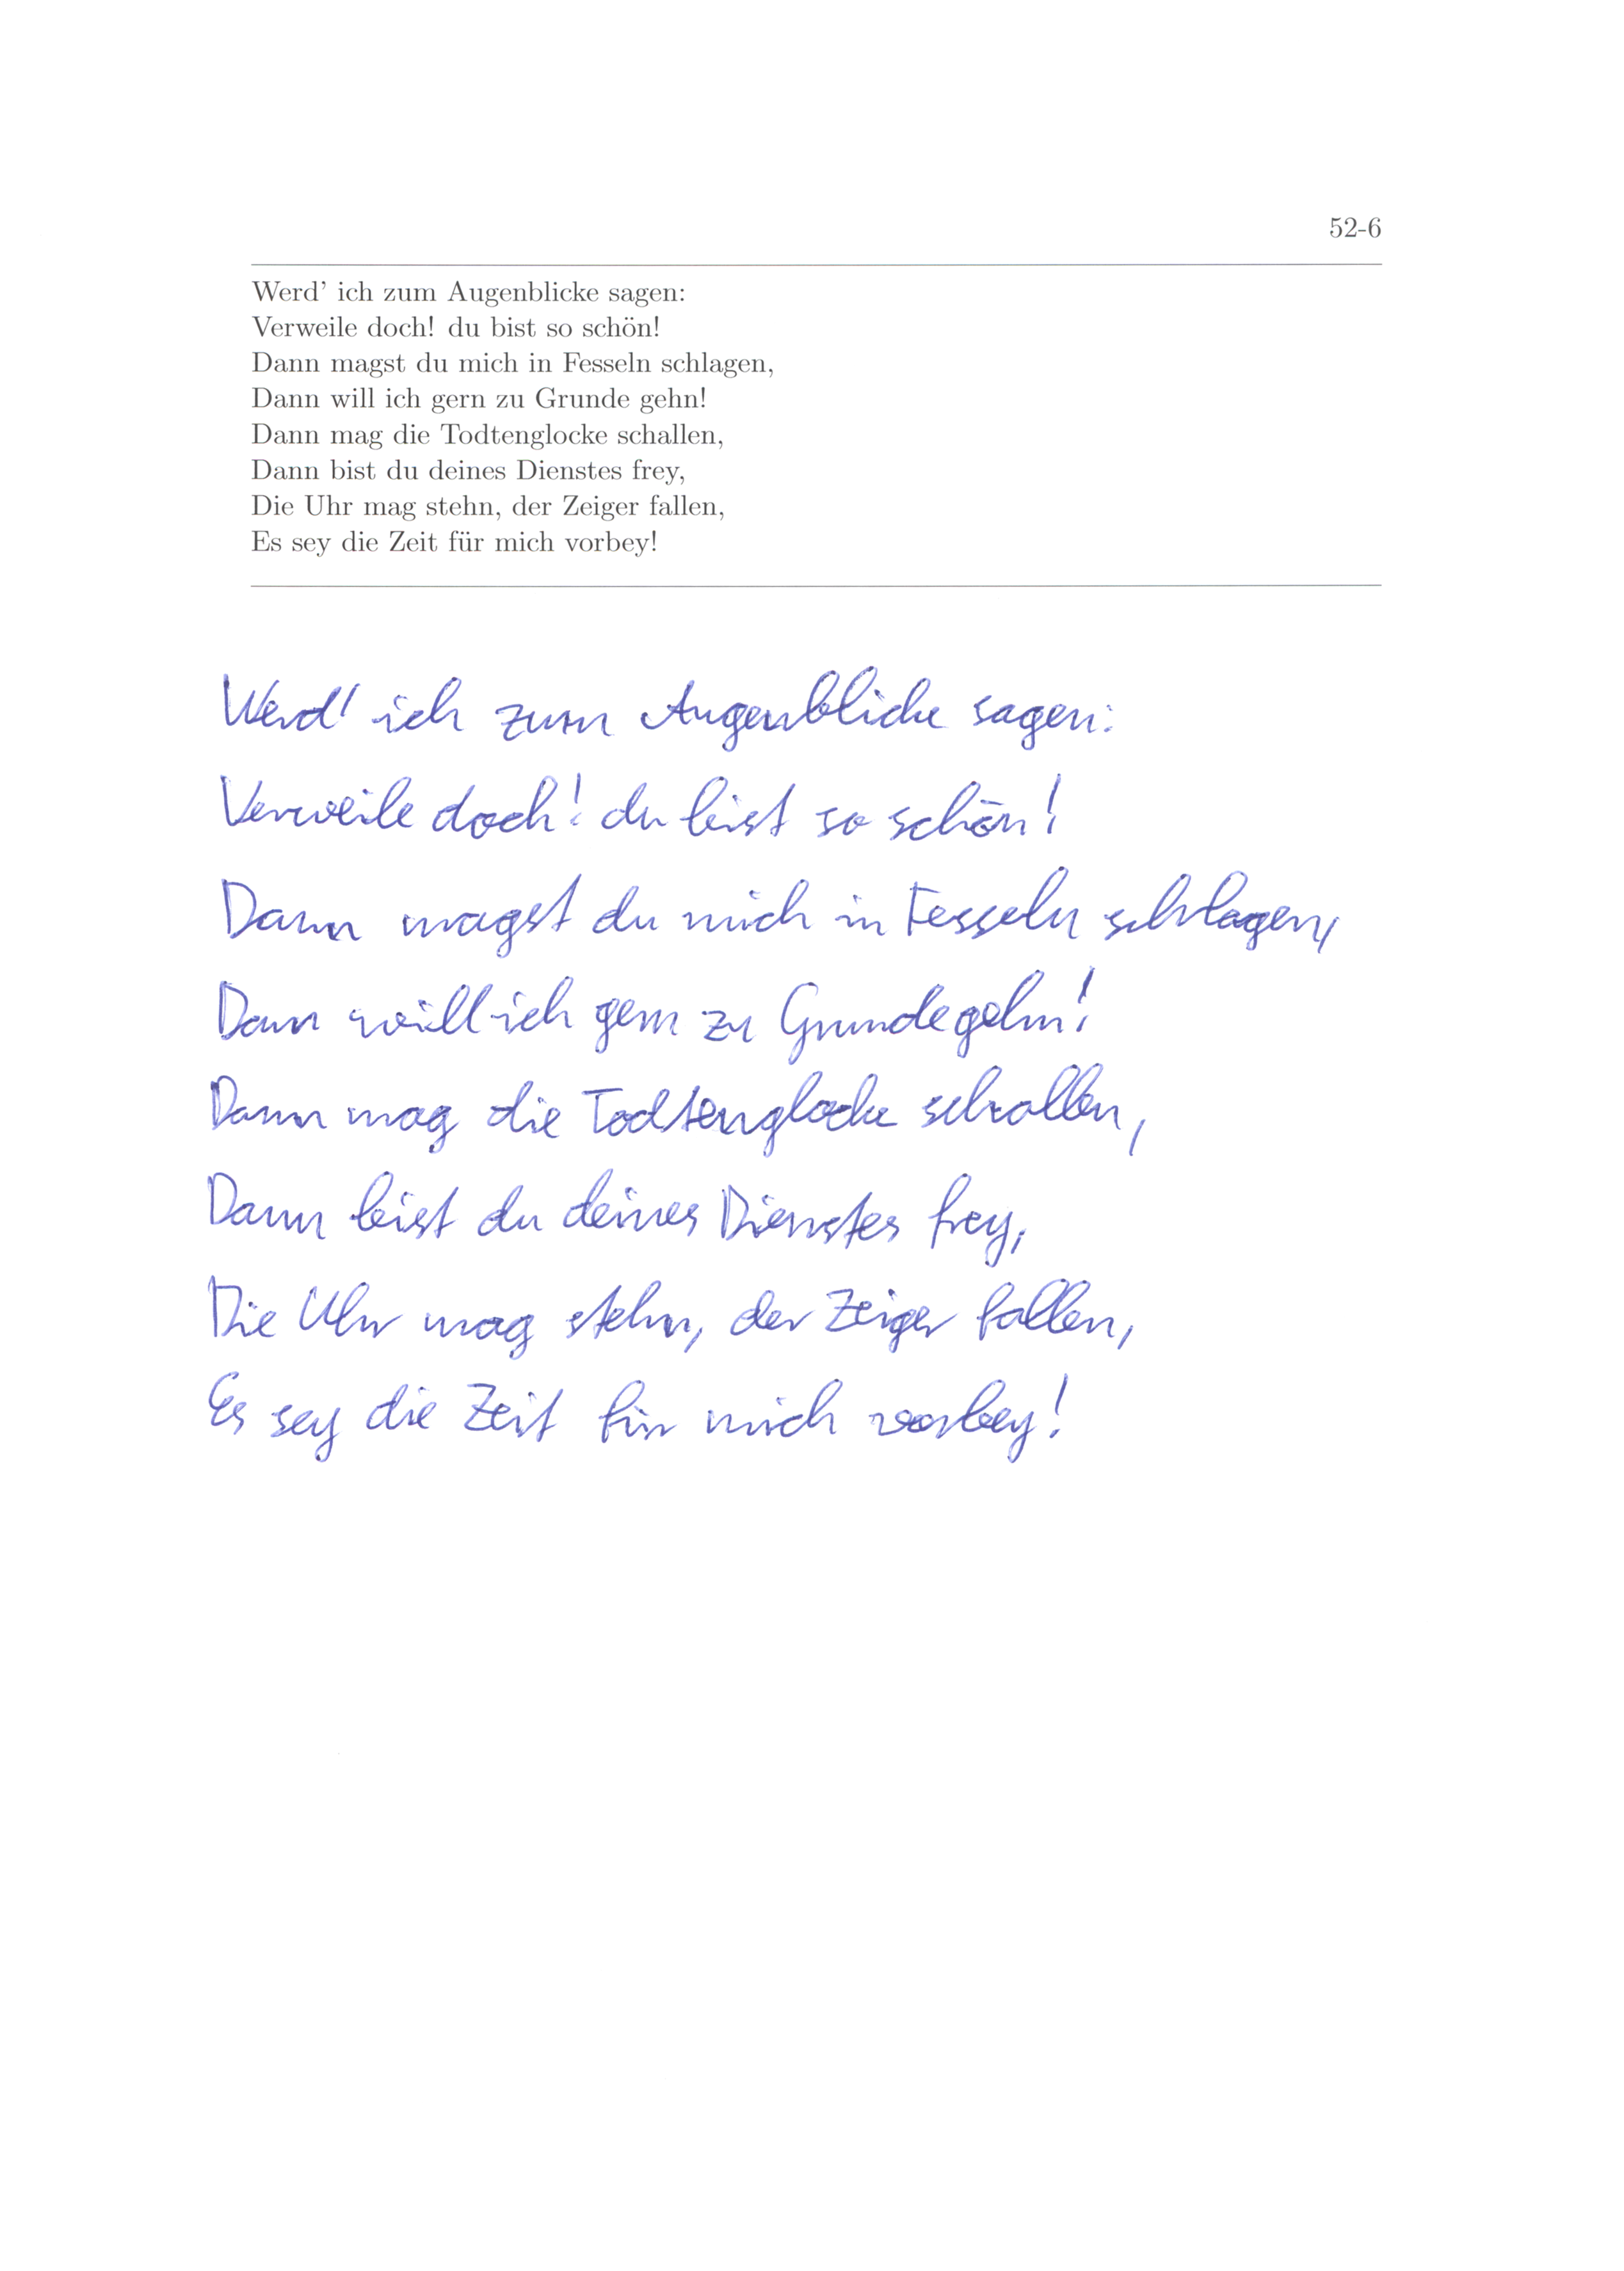 52-6
Werd' ich zum Augenblicke sagen:
Verweile doch! du bist so schön!
Dann magst du mich in Fesseln schlagen,
Dann will ich gern zu Grunde gehn!
Dann mag die Todtenglocke schallen,
Dann bist du deines Dienstes frey,
Die Uhr mag stehn, der Zeiger fallen,
Es sey die Zeit für mich vorbey!
Werd' ich zum Augenblicke sagen:
Verweile doch! du bist so schön!
Dann magst du mich in Fesseln schlagen,
Dann will ich gern zu Grunde gehn!
Dann mag die Todtenglocke schallen,
Dann bist du deines Dienstes frey,
Die Uhr mag stehn, der Zeiger fallen,
Es sey die Zeit für mich vorbey!